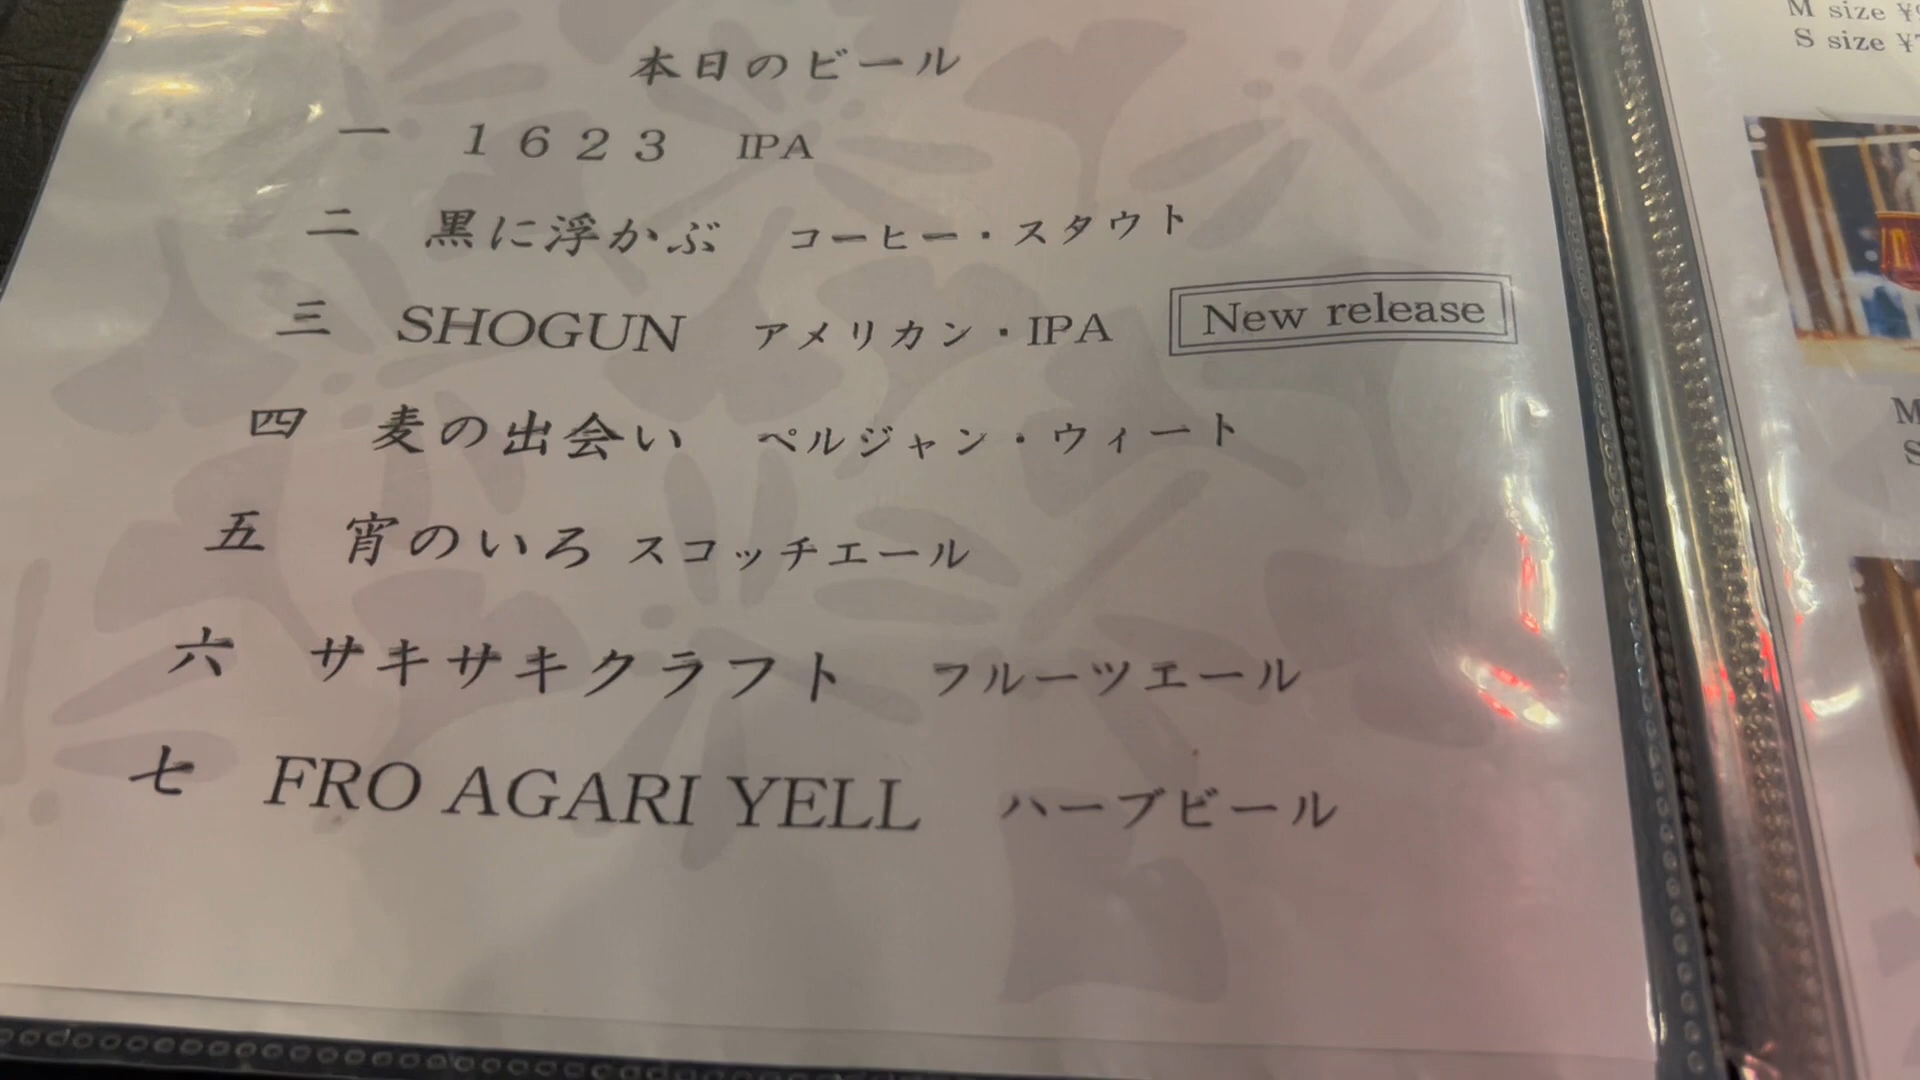 本日のビール
一 1623 IPA
二 黒に浮かぶ コーヒー・スタウト
三 SHOGUN アメリカン・IPA New release
四 麦の出会い ベルジャン・ウィート
五 宵のいろ スコッチエール
六 サキサキクラフト フルーツエール
七 FRO AGARI YELL ハーブビール
M size ¥
S size ¥
M
S